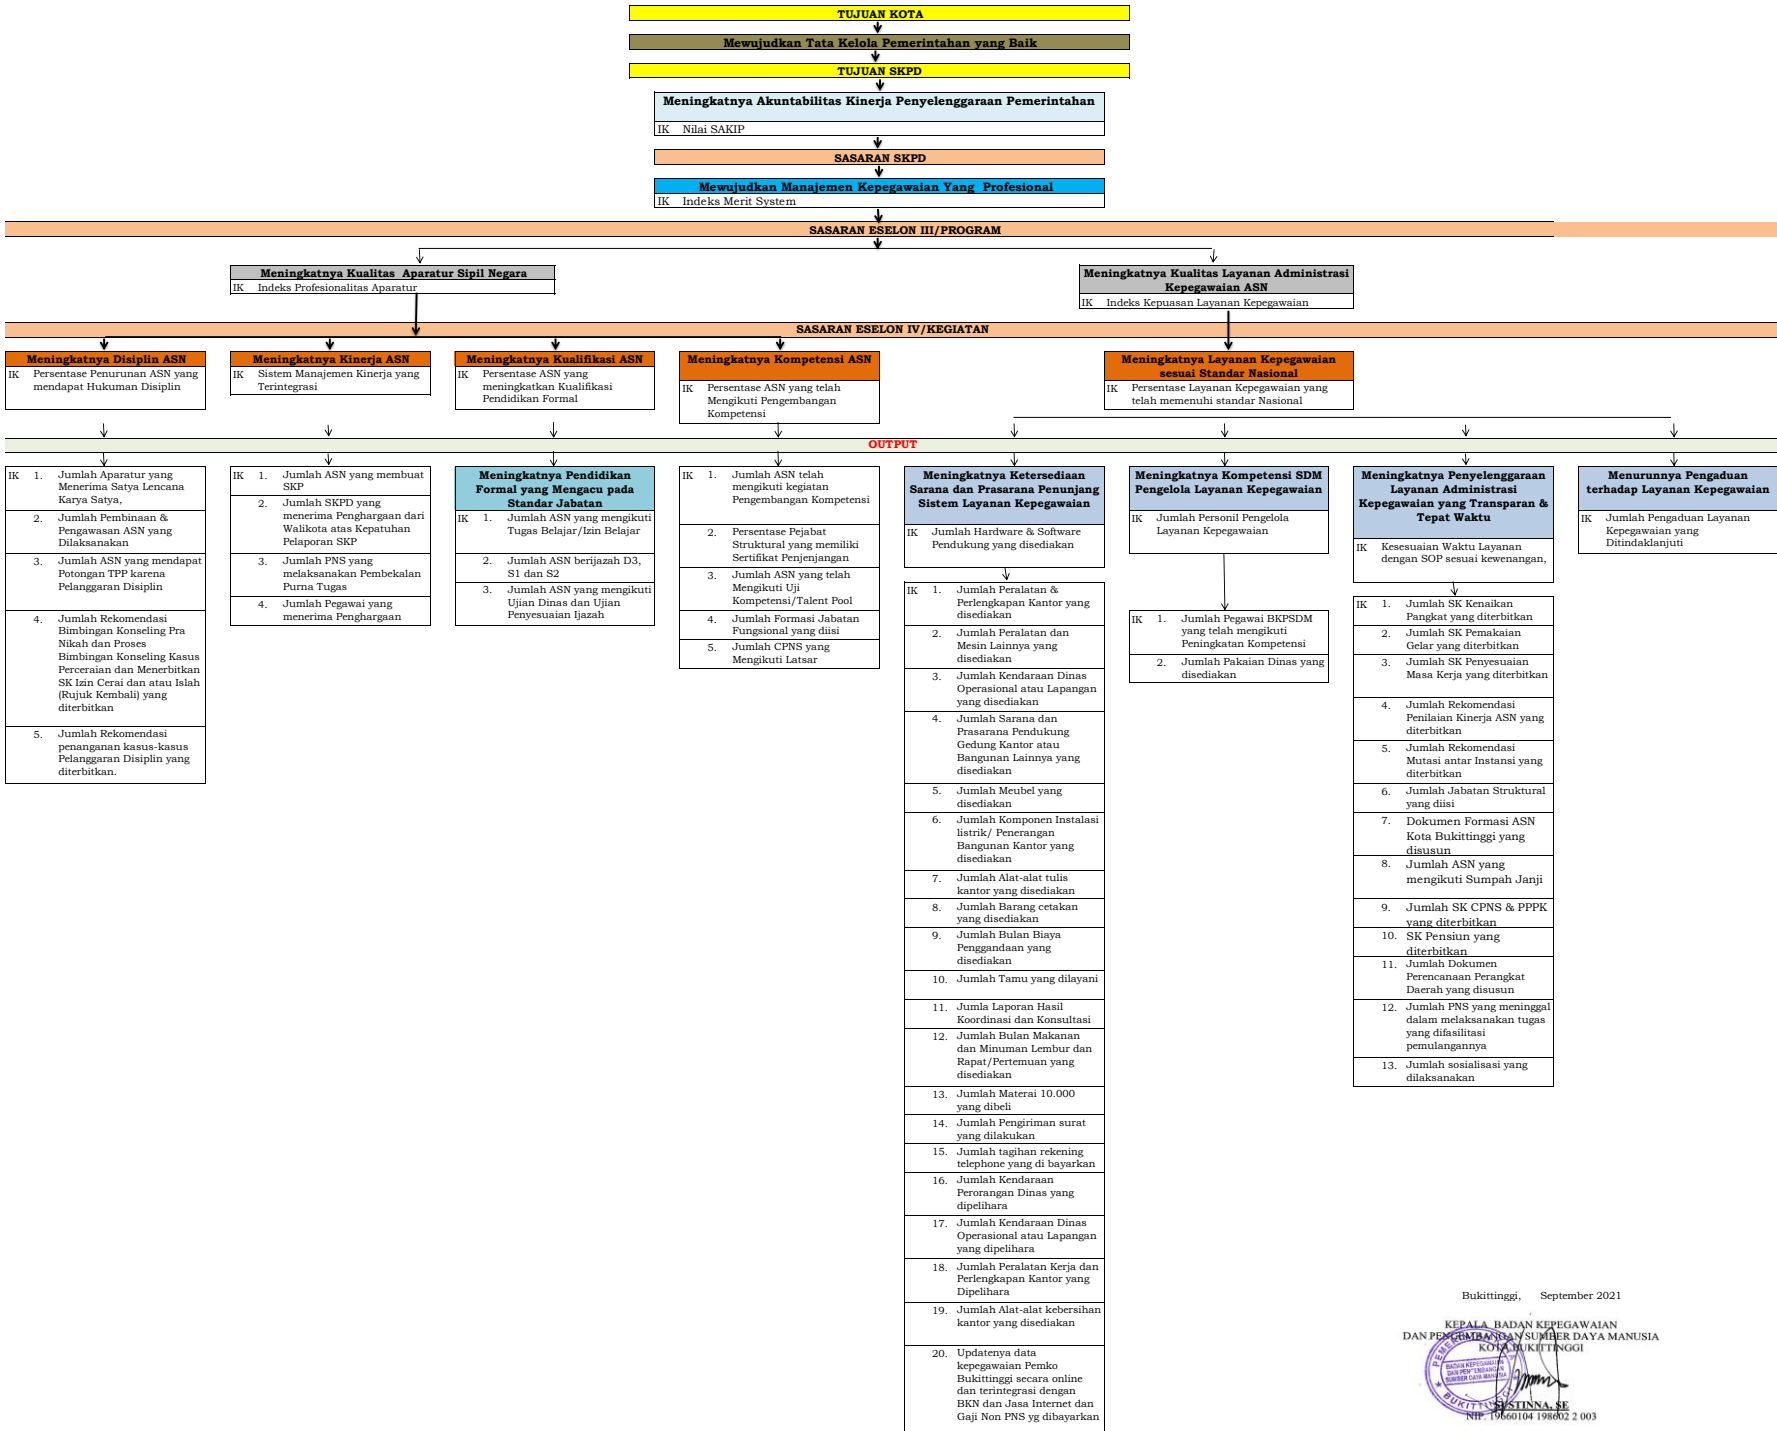 TUJUAN KOTA
Mewujudkan Tata Kelola Pemerintahan yang Baik
TUJUAN SKPD
Meningkatnya Akuntabilitas Kinerja Penyelenggaraan Pemerintahan
IK Nilai SAKIP
SASARAN SKPD
Mewujudkan Manajemen Kepegawaian Yang Profesional
IK Indeks Merit System
SASARAN ESELON III/PROGRAM
Meningkatnya Kualitas Aparatur Sipil Negara
IK Indeks Profesionalitas Aparatur
Meningkatnya Kualitas Layanan Administrasi
Kepegawaian ASN
IK Indeks Kepuasan Layanan Kepegawaian
SASARAN ESELON IV/KEGIATAN
Meningkatnya Disiplin ASN
IK Persentase Penurunan ASN yang
mendapat Hukuman Disiplin
Meningkatnya Kinerja ASN
IK Sistem Manajemen Kinerja yang
Terintegrasi
Meningkatnya Kualifikasi ASN
IK Persentase ASN yang
meningkatkan Kualifikasi
Pendidikan Formal
Meningkatnya Kompetensi ASN
IK Persentase ASN yang telah
Mengikuti Pengembangan
Kompetensi
Meningkatnya Layanan Kepegawaian
sesuai Standar Nasional
IK Persentase Layanan Kepegawaian yang
telah memenuhi standar Nasional
OUTPUT
IK 1. Jumlah Aparatur yang
Menerima Satya Lencana
Karya Satya,
2. Jumlah Pembinaan &
Pengawasan ASN yang
Dilaksanakan
3. Jumlah ASN yang mendapat
Potongan TPP karena
Pelanggaran Disiplin
4. Jumlah Rekomendasi
Bimbingan Konseling Pra
Nikah dan Proses
Bimbingan Konseling Kasus
Perceraian dan Menerbitkan
SK Izin Cerai dan atau Islah
(Rujuk Kembali) yang
diterbitkan
5. Jumlah Rekomendasi
penanganan kasus-kasus
Pelanggaran Disiplin yang
diterbitkan.
IK 1. Jumlah ASN yang membuat
SKP
2. Jumlah SKPD yang
menerima Penghargaan dari
Walikota atas Kepatuhan
Pelaporan SKP
3. Jumlah PNS yang
melaksanakan Pembekalan
Purna Tugas
4. Jumlah Pegawai yang
menerima Penghargaan
Meningkatnya Pendidikan
Formal yang Mengacu pada
Standar Jabatan
IK 1. Jumlah ASN yang mengikuti
Tugas Belajar/Izin Belajar
2. Jumlah ASN berijazah D3,
S1 dan S2
3. Jumlah ASN yang mengikuti
Ujian Dinas dan Ujian
Penyesuaian Ijazah
IK 1. Jumlah ASN telah
mengikuti kegiatan
Pengembangan Kompetensi
2. Persentase Pejabat
Struktural yang memiliki
Sertifikat Penjenjangan
3. Jumlah ASN yang telah
Mengikuti Uji
Kompetensi/Talent Pool
4. Jumlah Formasi Jabatan
Fungsional yang diisi
5. Jumlah CPNS yang
Mengikuti Latsar
Meningkatnya Ketersediaan
Sarana dan Prasarana Penunjang
Sistem Layanan Kepegawaian
IK Jumlah Hardware & Software
Pendukung yang disediakan
IK 1. Jumlah Peralatan &
Perlengkapan Kantor yang
disediakan
2. Jumlah Peralatan dan
Mesin Lainnya yang
disediakan
3. Jumlah Kendaraan Dinas
Operasional atau Lapangan
yang disediakan
4. Jumlah Sarana dan
Prasarana Pendukung
Gedung Kantor atau
Bangunan Lainnya yang
disediakan
5. Jumlah Meubel yang
disediakan
6. Jumlah Komponen Instalasi
listrik/ Penerangan
Bangunan Kantor yang
disediakan
7. Jumlah Alat-alat tulis
kantor yang disediakan
8. Jumlah Barang cetakan
yang disediakan
9. Jumlah Bulan Biaya
Penggandaan yang
disediakan
10. Jumlah Tamu yang dilayani
11. Jumla Laporan Hasil
Koordinasi dan Konsultasi
12. Jumlah Bulan Makanan
dan Minuman Lembur dan
Rapat/Pertemuan yang
disediakan
13. Jumlah Materai 10.000
yang dibeli
14. Jumlah Pengiriman surat
yang dilakukan
15. Jumlah tagihan rekening
telephone yang di bayarkan
16. Jumlah Kendaraan
Perorangan Dinas yang
dipelihara
17. Jumlah Kendaraan Dinas
Operasional atau Lapangan
yang dipelihara
18. Jumlah Peralatan Kerja dan
Perlengkapan Kantor yang
Dipelihara
19. Jumlah Alat-alat kebersihan
kantor yang disediakan
20. Updatenya data
kepegawaian Pemko
Bukittinggi secara online
dan terintegrasi dengan
BKN dan Jasa Internet dan
Gaji Non PNS yg dibayarkan
Meningkatnya Kompetensi SDM
Pengelola Layanan Kepegawaian
IK Jumlah Personil Pengelola
Layanan Kepegawaian
IK 1. Jumlah Pegawai BKPSDM
yang telah mengikuti
Peningkatan Kompetensi
2. Jumlah Pakaian Dinas yang
disediakan
Meningkatnya Penyelenggaraan
Layanan Administrasi
Kepegawaian yang Transparan &
Tepat Waktu
IK Kesesuaian Waktu Layanan
dengan SOP sesuai kewenangan,
IK 1. Jumlah SK Kenaikan
Pangkat yang diterbitkan
2. Jumlah SK Pemakaian
Gelar yang diterbitkan
3. Jumlah SK Penyesuaian
Masa Kerja yang diterbitkan
4. Jumlah Rekomendasi
Penilaian Kinerja ASN yang
diterbitkan
5. Jumlah Rekomendasi
Mutasi antar Instansi yang
diterbitkan
6. Jumlah Jabatan Struktural
yang diisi
7. Dokumen Formasi ASN
Kota Bukittinggi yang
disusun
8. Jumlah ASN yang
mengikuti Sumpah Janji
9. Jumlah SK CPNS & PPPK
yang diterbitkan
10. SK Pensiun yang
diterbitkan
11. Jumlah Dokumen
Perencanaan Perangkat
Daerah yang disusun
12. Jumlah PNS yang meninggal
dalam melaksanakan tugas
yang difasilitasi
pemulangannya
13. Jumlah sosialisasi yang
dilaksanakan
Menurunnya Pengaduan
terhadap Layanan Kepegawaian
IK Jumlah Pengaduan Layanan
Kepegawaian yang
Ditindaklanjuti
Bukittinggi, September 2021
KEPALA BADAN KEPEGAWAIAN
DAN PENGEMBANGAN SUMBER DAYA MANUSIA
KOTA BUKITTINGGI
BADAN KEPEGAWAIAN
DAN PENGEMBANGAN
SUMBER DAYA MANUSIA
BUKITTINGGI
SUSTINNA, SE
NIP. 19660104 198602 2 003